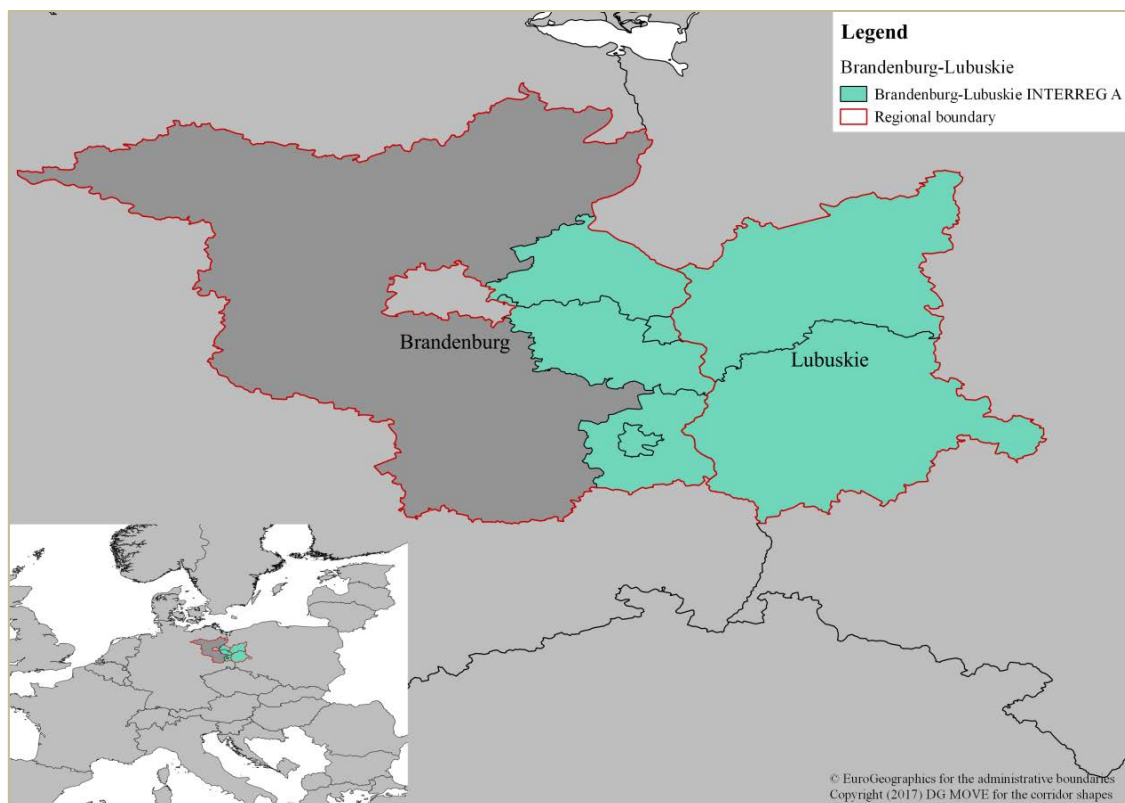 Legend
Brandenburg-Lubuskie
Brandenburg-Lubuskie INTERREG A
Regional boundary
Brandenburg
Lubuskie
© EuroGeographics for the administrative boundaries
Copyright (2017) DG MOVE for the corridor shapes